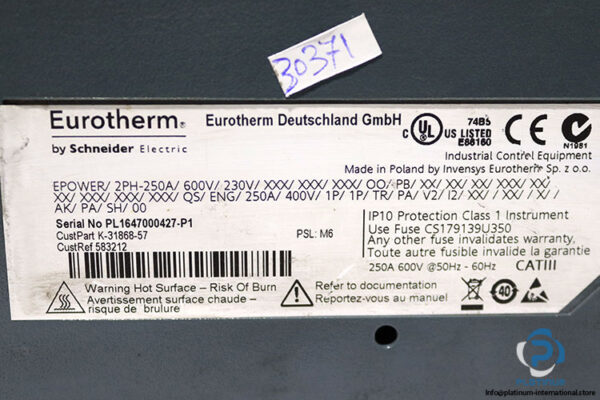 30371
Eurotherm®
by Schneider Electric
Eurotherm Deutschland GmbH
C UL US LISTED
74B5
E86160
CE
N1981
Industrial Control Equipment
Made in Poland by Invensys Eurotherm Sp. z o.o.
EPOWER/ 2PH-250A/ 600V/ 230V/ XXX/ XXX/ XXX/ OO/ PB/ XX/ XX/ XX/ XXX/ XX/
XX/ XXX/ XXX/ XXX/ QS/ ENG/ 250A/ 400V/ 1P/ 1P/ TR/ PA/ V2/ I2/ XX/ / XX/ / /
AK/ PA/ SH/ 00
Serial No PL1647000427-P1
CustPart K-31868-57
CustRef 583212
PSL: M6
IP10 Protection Class 1 Instrument
Use Fuse CS179139U350
Any other fuse invalidates warranty.
Toute autre fusible invalide la garantie
250A 600V @50Hz - 60Hz CATIII
Warning Hot Surface – Risk Of Burn
Avertissement surface chaude –
risque de brulure
Refer to documentation
Reportez-vous au manuel
40
info@platinum-international.store